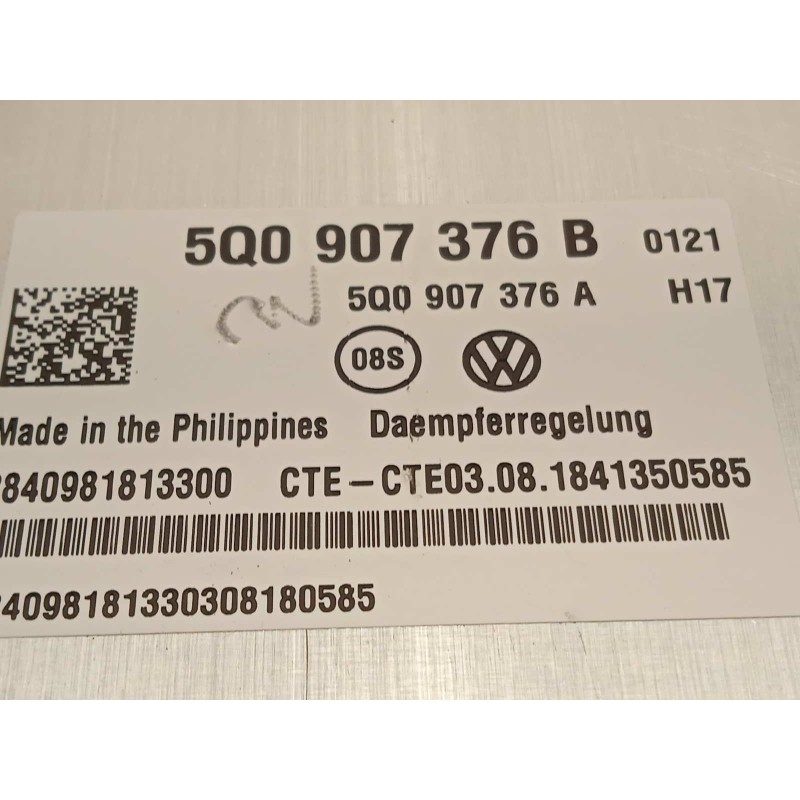 5Q0 907 376 B 0121
5Q0 907 376 A H17
08S
Made in the Philippines Daempferregelung
840981813300 CTE-CTE03.08.1841350585
4098181330308180585